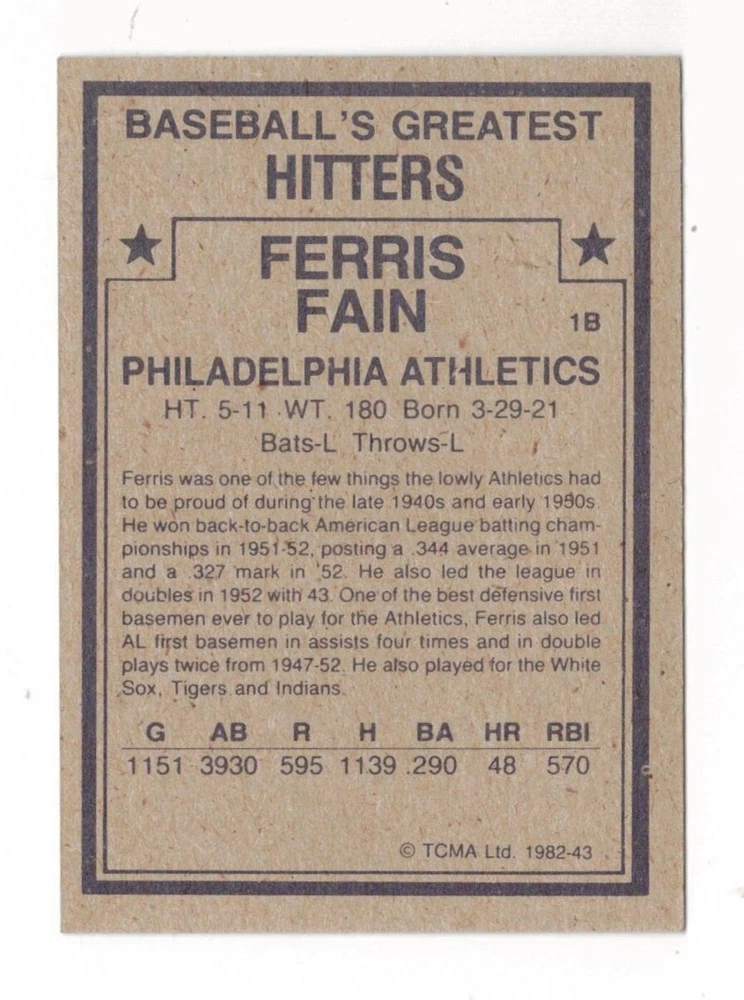 BASEBALL'S GREATEST
HITTERS
FERRIS
FAIN
1B
PHILADELPHIA ATHLETICS
HT. 5-11 WT. 180 Born 3-29-21
Bats-L Throws-L
Ferris was one of the few things the lowly Athletics had
to be proud of during the late 1940s and early 1950s.
He won back-to-back American League batting cham-
pionships in 1951-52, posting a .344 average in 1951
and a .327 mark in '52. He also led the league in
doubles in 1952 with 43. One of the best defensive first
basemen ever to play for the Athletics, Ferris also led
AL first basemen in assists four times and in double
plays twice from 1947-52. He also played for the White
Sox, Tigers and Indians.
G AB R H BA HR RBI
1151 3930 595 1139 .290 48 570
© TCMA Ltd. 1982-43